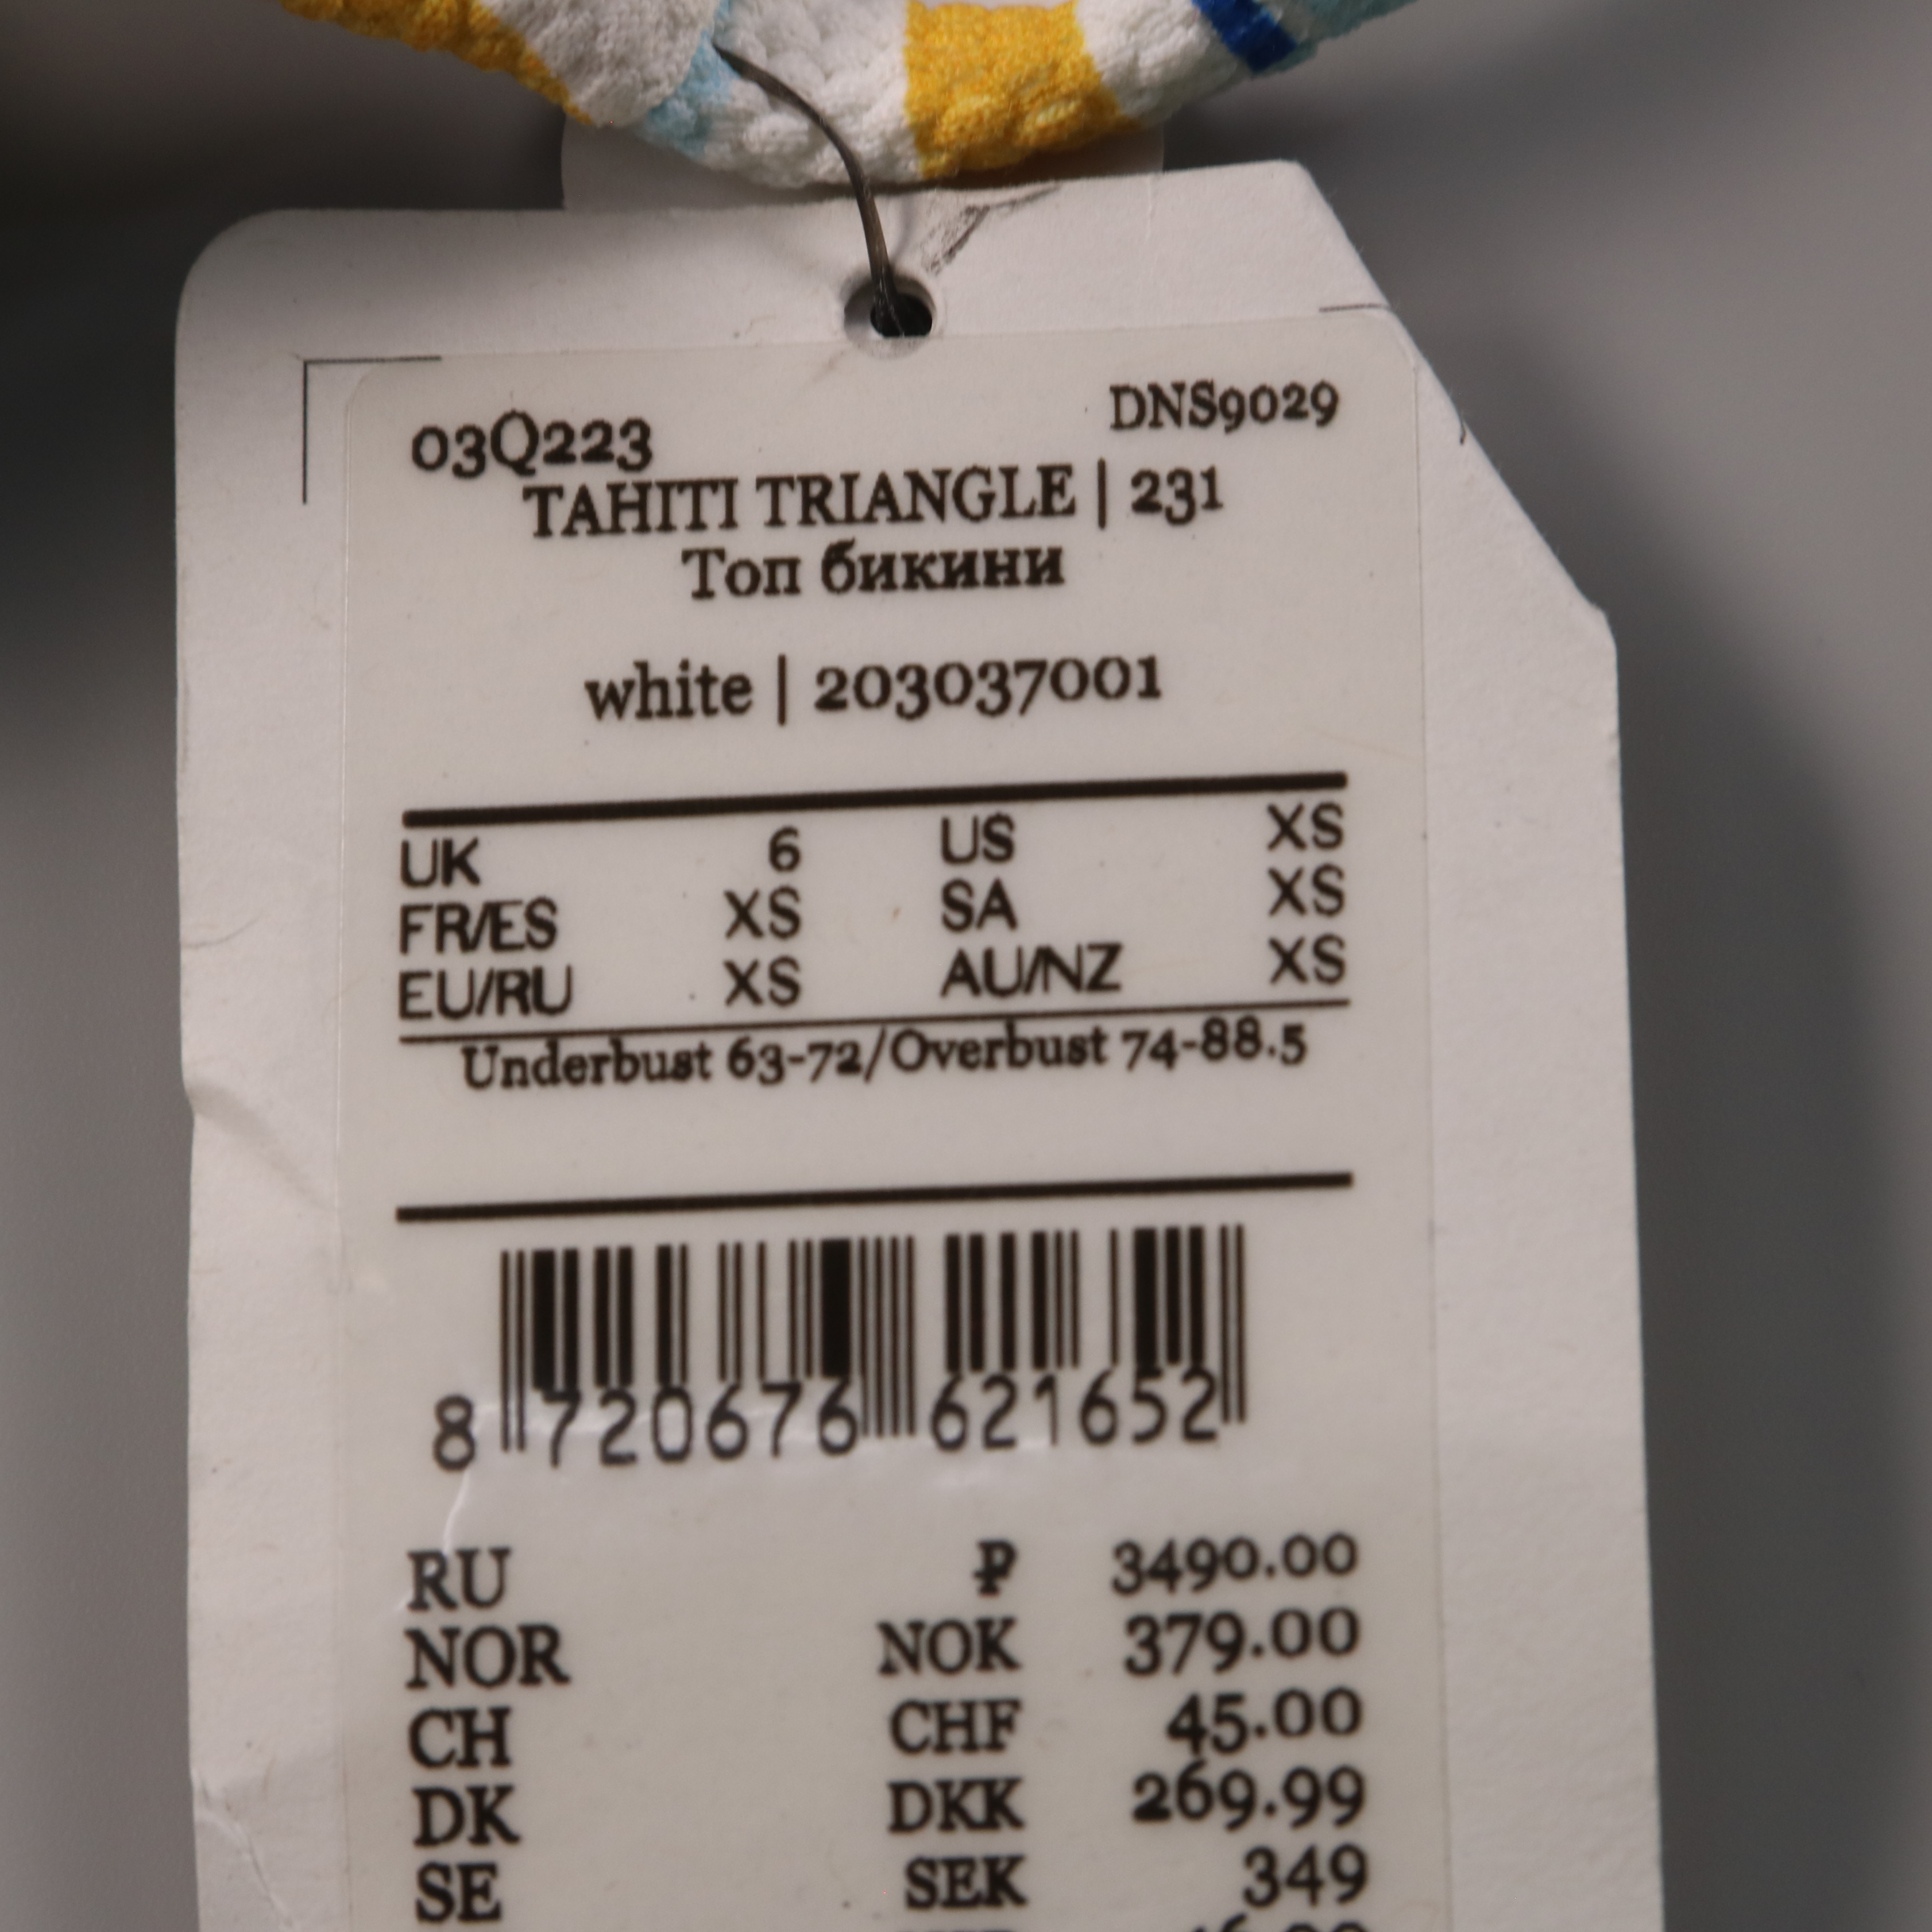 03Q223 DNS9029
TAHITI TRIANGLE | 231
Топ бикини
white | 203037001
UK 6 US XS
FR/ES XS SA XS
EU/RU XS AU/NZ XS
Underbust 63-72/Overbust 74-88.5
8 720676 621652
RU ₽ 3490.00
NOR NOK 379.00
CH CHF 45.00
DK DKK 269.99
SE SEK 349